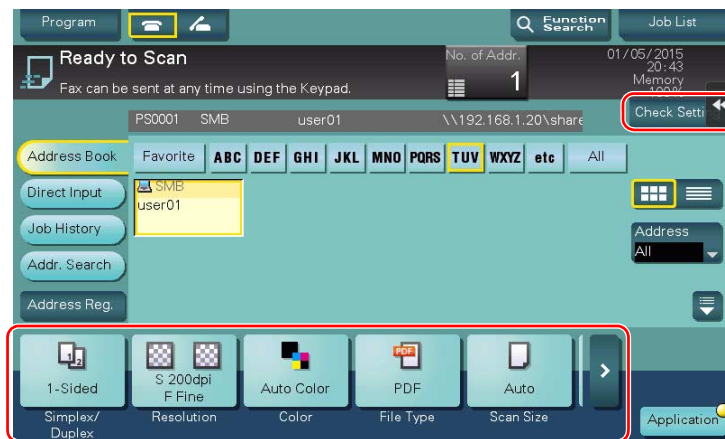 Program
Function Search
Job List
Ready to Scan
No. of Addr.
1
01/05/2015
20:43
Memory
100%
Fax can be sent at any time using the Keypad.
Check Setti
PS0001 SMB user01 \\192.168.1.20\share
Address Book
Favorite ABC DEF GHI JKL MNO PQRS TUV WXYZ etc All
Direct Input
SMB
user01
Job History
Address
All
Addr. Search
Address Reg.
1-Sided
S 200dpi
F Fine
Auto Color
PDF
PDF
Auto
Simplex/
Duplex
Resolution
Color
File Type
Scan Size
Application